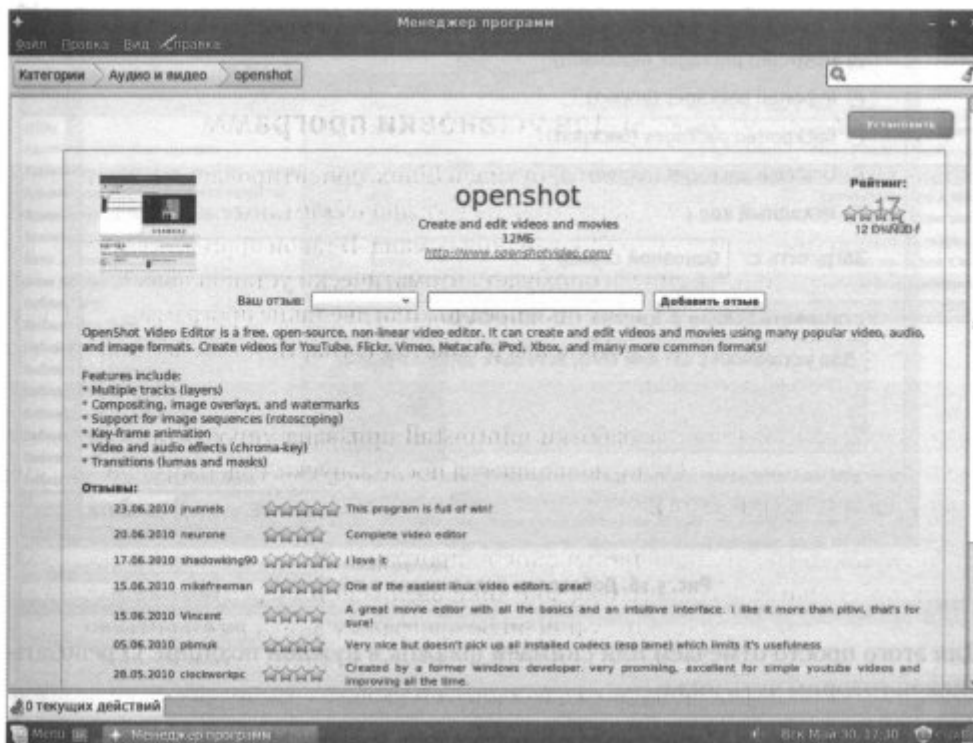 Менеджер программ
Файл Правка Вид Справка
Категории Аудио и видео openshot
Установить
openshot
Create and edit videos and movies
12МБ
http://www.openshotvideo.com/
Рейтинг:
17
12
Ваш отзыв: Добавить отзыв
OpenShot Video Editor is a free, open-source, non-linear video editor. It can create and edit videos and movies using many popular video, audio,
and image formats. Create videos for YouTube, Flickr, Vimeo, Metacafe, iPod, Xbox, and many more common formats!
Features include:
* Multiple tracks (layers)
* Compositing, image overlays, and watermarks
* Support for image sequences (rotoscoping)
* Key-frame animation
* Video and audio effects (chroma-key)
* Transitions (lumas and masks)
Отзывы:
23.06.2010 jrunnels This program is full of win!
20.06.2010 neurone Complete video editor
17.06.2010 shadowking90 I love it
15.06.2010 mikefreeman One of the easiest linux video editors, great!
15.06.2010 Vincent A great movie editor with all the basics and an intuitive interface. I like it more than pitivi, that's for
sure!
05.06.2010 pbmuk very nice but doesn't pick up all codecs (esp lame) which limits it's usefulness
28.05.2010 clockworkpc Created by a former windows developer. very promising, excellent for simple youtube videos and
improving all the time.
0 текущих действий
Menu Менеджер программ Вск Май 30, 17:30